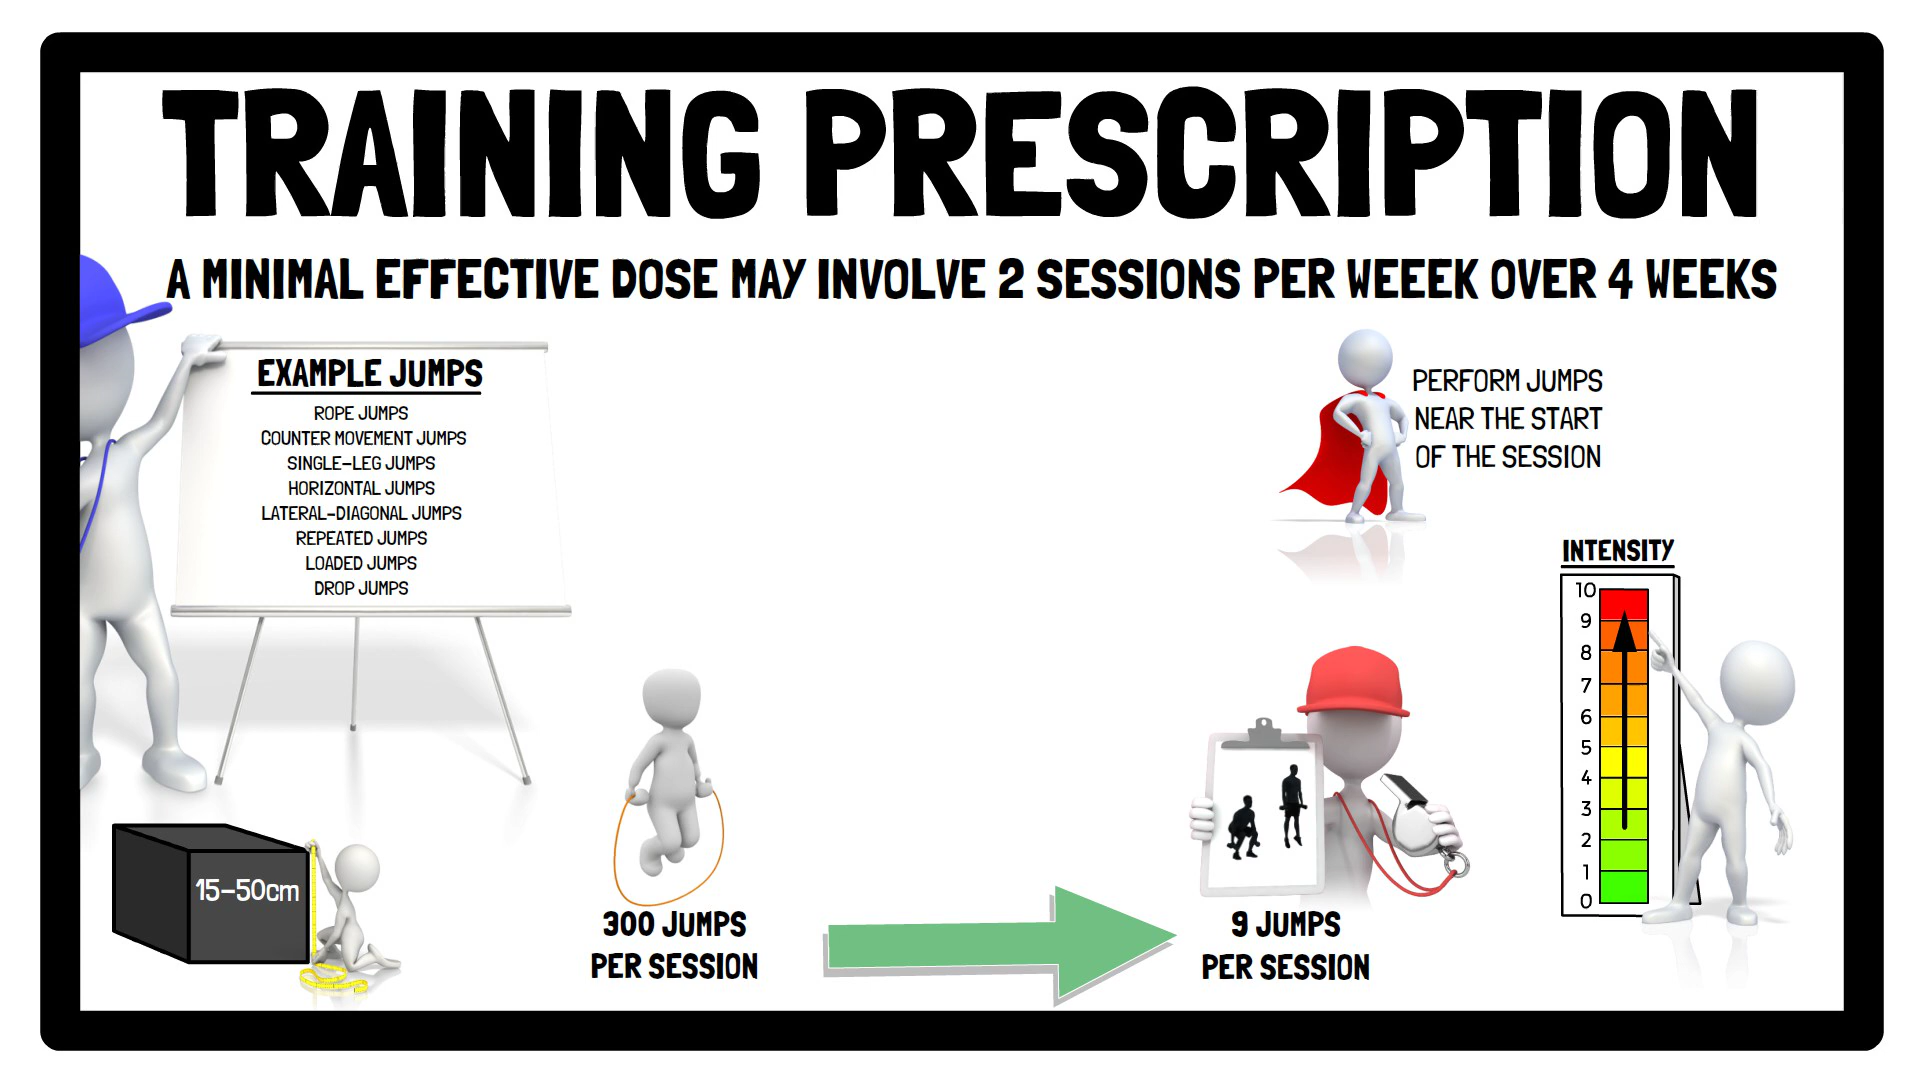 TRAINING PRESCRIPTION
A MINIMAL EFFECTIVE DOSE MAY INVOLVE 2 SESSIONS PER WEEEK OVER 4 WEEKS
EXAMPLE JUMPS
ROPE JUMPS
COUNTER MOVEMENT JUMPS
SINGLE-LEG JUMPS
HORIZONTAL JUMPS
LATERAL-DIAGONAL JUMPS
REPEATED JUMPS
LOADED JUMPS
DROP JUMPS
PERFORM JUMPS
NEAR THE START
OF THE SESSION
INTENSITY
10
9
8
7
6
5
4
3
2
1
0
15-50cm
300 JUMPS
PER SESSION
9 JUMPS
PER SESSION